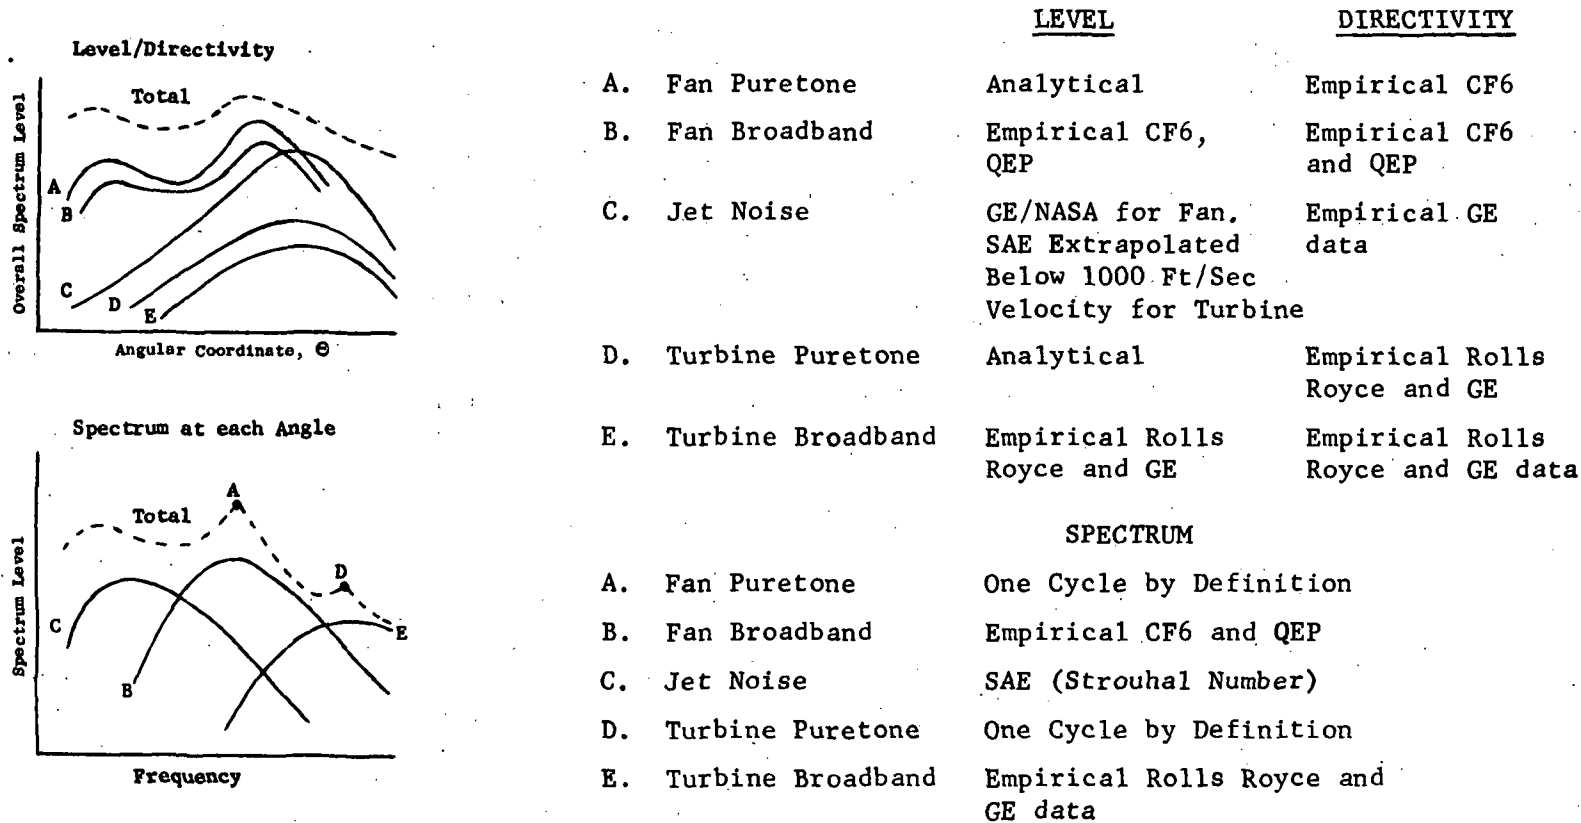 Level/Directivity
Total
A
B
C
D
E
Overall Spectrum Level
Angular Coordinate, Θ
Spectrum at each Angle
A
Total
D
C
E
B
Spectrum Level
Frequency
LEVEL DIRECTIVITY
A. Fan Puretone Analytical Empirical CF6
B. Fan Broadband Empirical CF6, Empirical CF6
QEP and QEP
C. Jet Noise GE/NASA for Fan. Empirical GE
SAE Extrapolated data
Below 1000 Ft/Sec
Velocity for Turbine
D. Turbine Puretone Analytical Empirical Rolls
Royce and GE
E. Turbine Broadband Empirical Rolls Empirical Rolls
Royce and GE Royce and GE data
SPECTRUM
A. Fan Puretone One Cycle by Definition
B. Fan Broadband Empirical CF6 and QEP
C. Jet Noise SAE (Strouhal Number)
D. Turbine Puretone One Cycle by Definition
E. Turbine Broadband Empirical Rolls Royce and
GE data